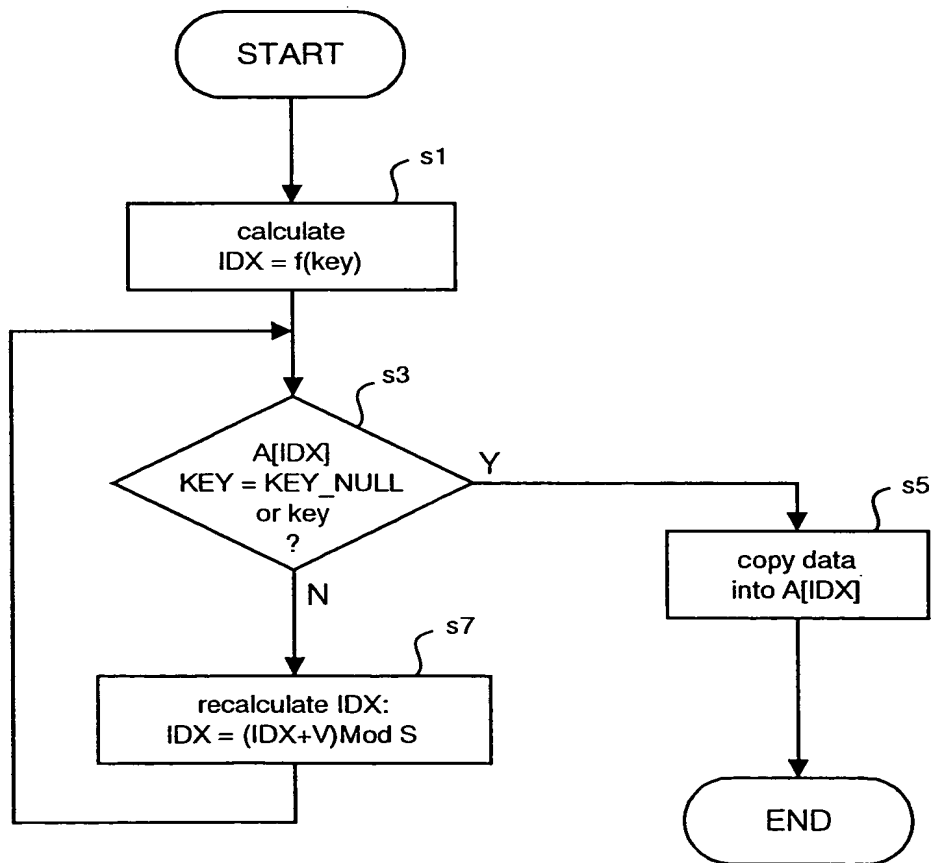 START
s1
calculate
IDX = f(key)
s3
A[IDX]
KEY = KEY_NULL
or key
?
Y
N
s5
copy data
into A[IDX]
s7
recalculate IDX:
IDX = (IDX+V)Mod S
END